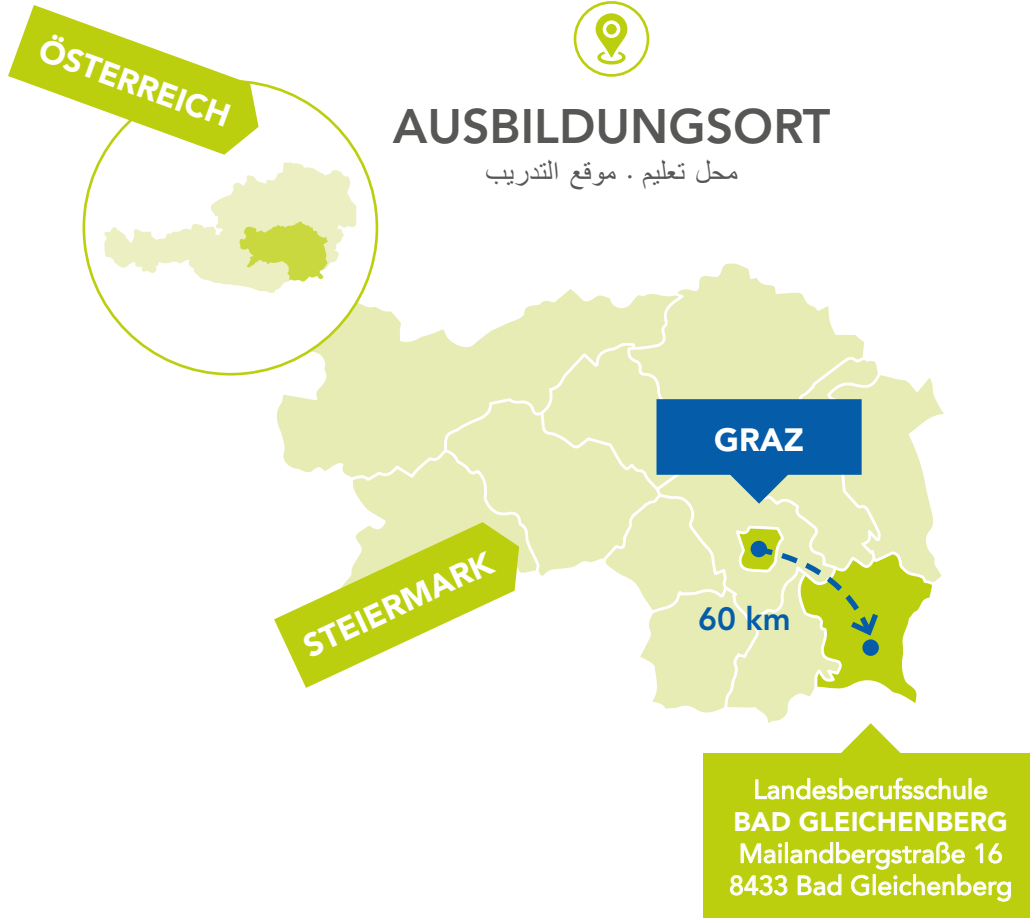 ÖSTERREICH
AUSBILDUNGSORT
محل تعليم . موقع التدريب
GRAZ
STEIERMARK
60 km
Landesberufsschule
BAD GLEICHENBERG
Mailandbergstraße 16
8433 Bad Gleichenberg